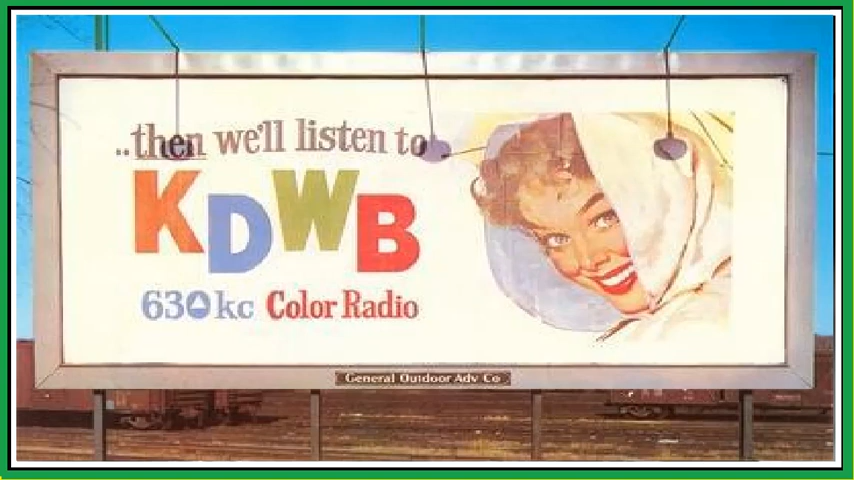 ..then we'll listen to
KDWB
630 kc Color Radio
General Outdoor Adv Co